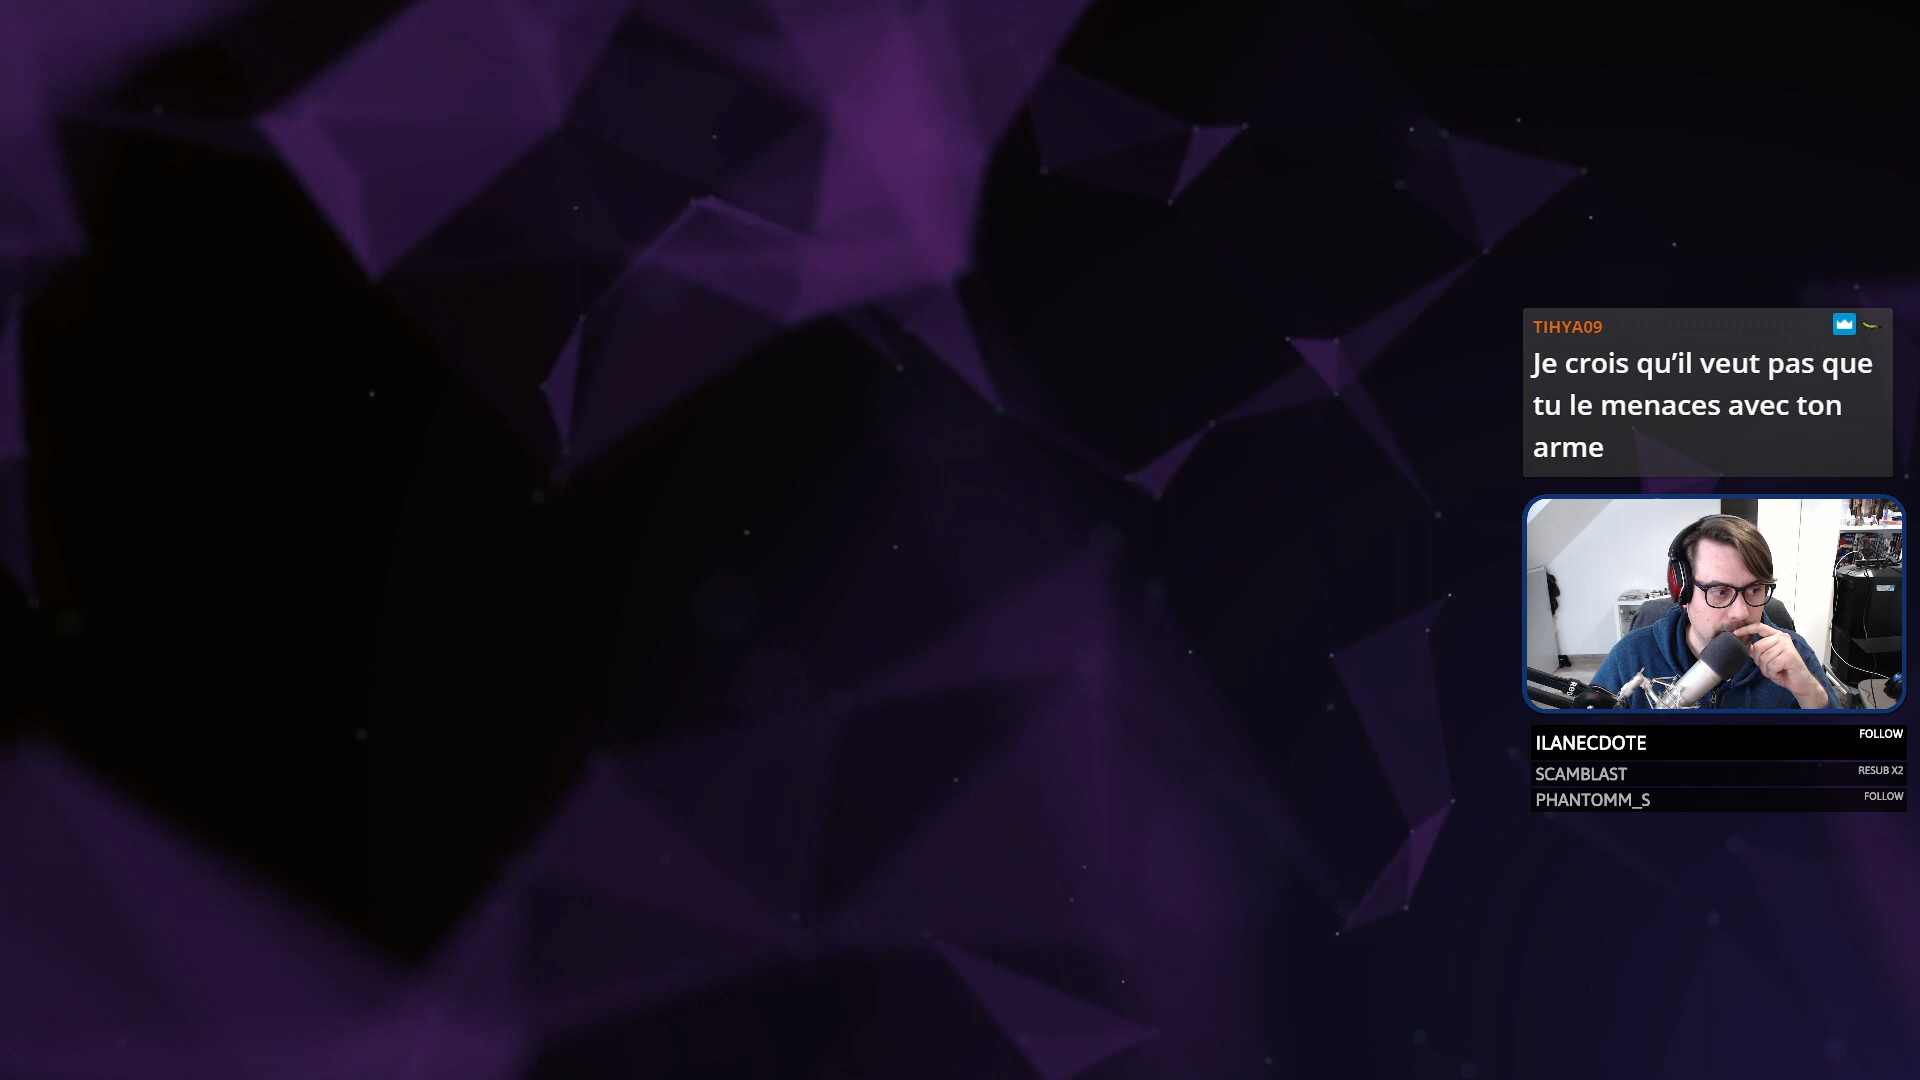 TIHYA09
Je crois qu’il veut pas que
tu le menaces avec ton
arme
ILANECDOTE FOLLOW
SCAMBLAST RESUB X2
PHANTOMM_S FOLLOW